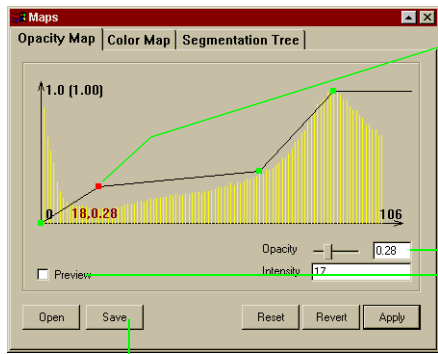 Maps
Opacity Map Color Map Segmentation Tree
1.0 (1.00)
0 18,0.28 106
Opacity 0.28
Preview Intensity 17
Open Save Reset Revert Apply